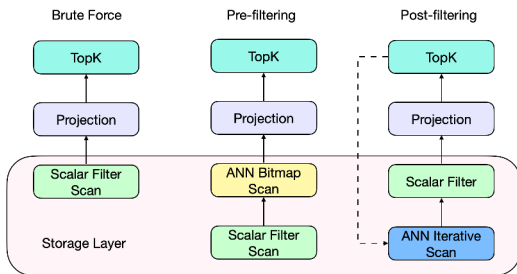 Brute Force
Pre-filtering
Post-filtering
TopK
TopK
TopK
Projection
Projection
Projection
Scalar Filter
Scan
ANN Bitmap
Scan
Scalar Filter
Storage Layer
Scalar Filter
Scan
ANN Iterative
Scan